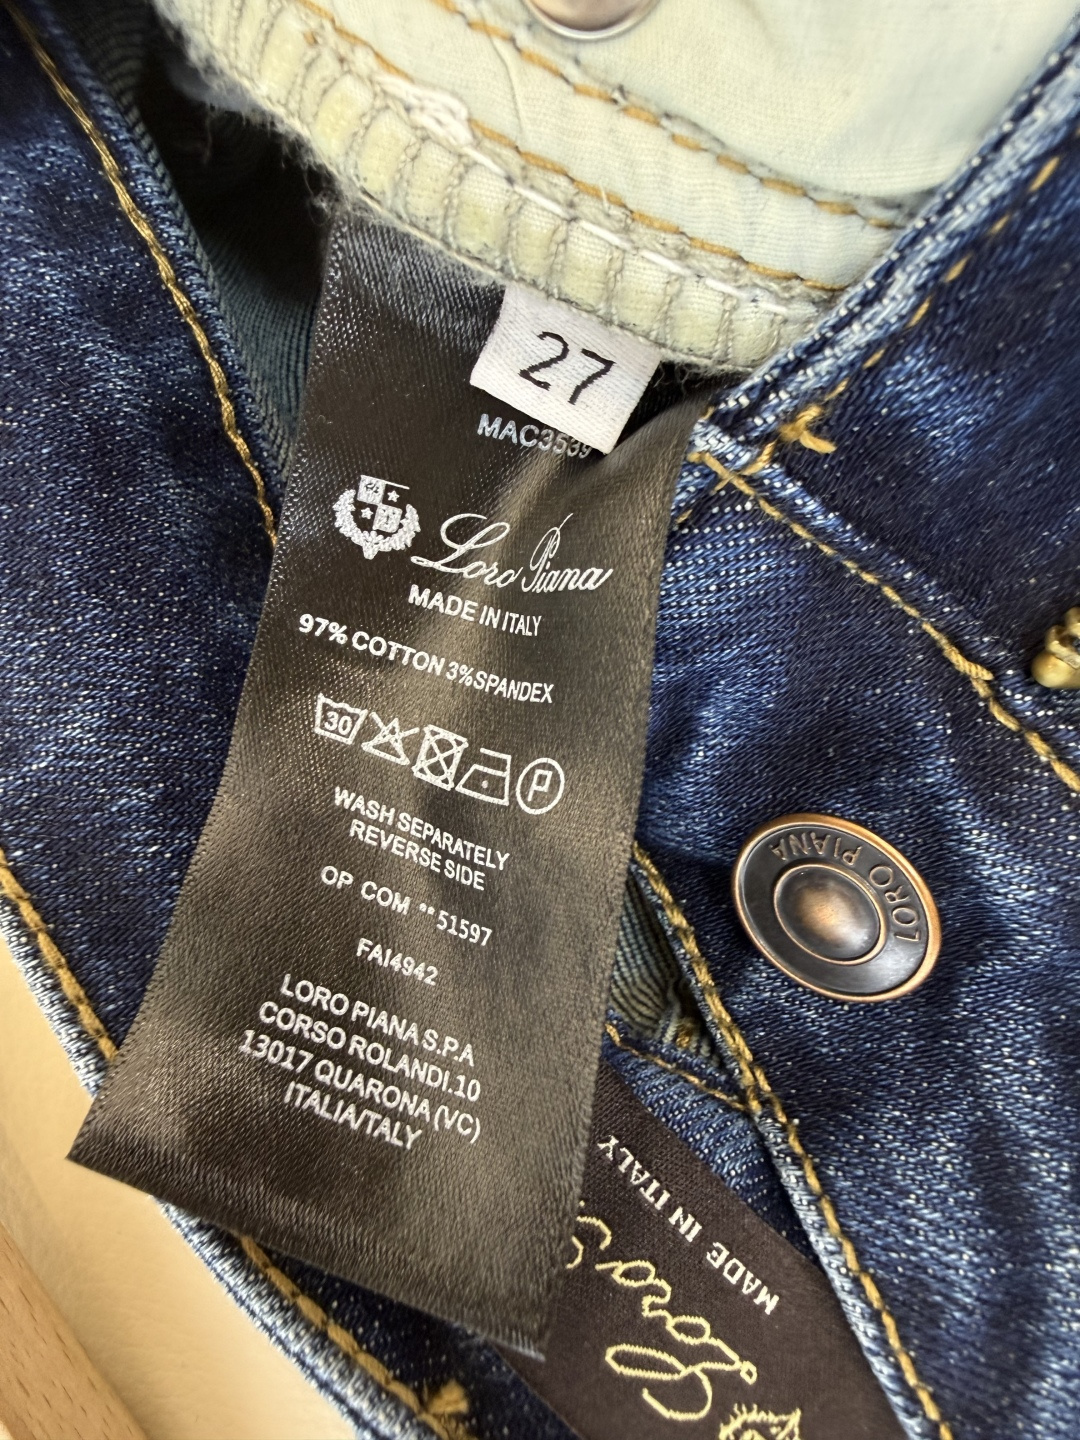 27
MAC3539
Loro Piana
MADE IN ITALY
97% COTTON 3%SPANDEX
30
P
WASH SEPARATELY
REVERSE SIDE
OP COM **51597
FAI4942
LORO PIANA S.P.A
CORSO ROLANDI.10
13017 QUARONA (VC)
ITALIA/ITALY
LORO PIANA
MADE IN ITALY
Loro